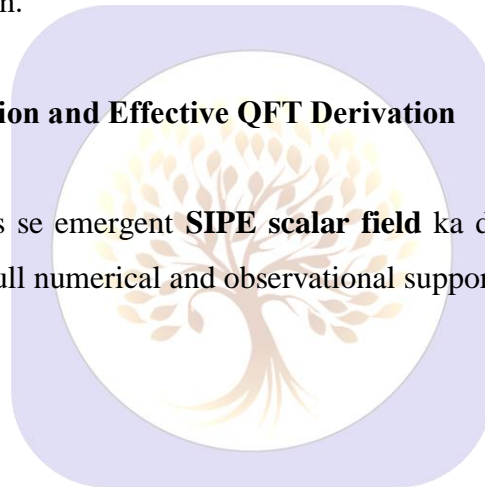 n.
ion and Effective QFT Derivation
s se emergent SIPE scalar field ka d
ull numerical and observational suppor